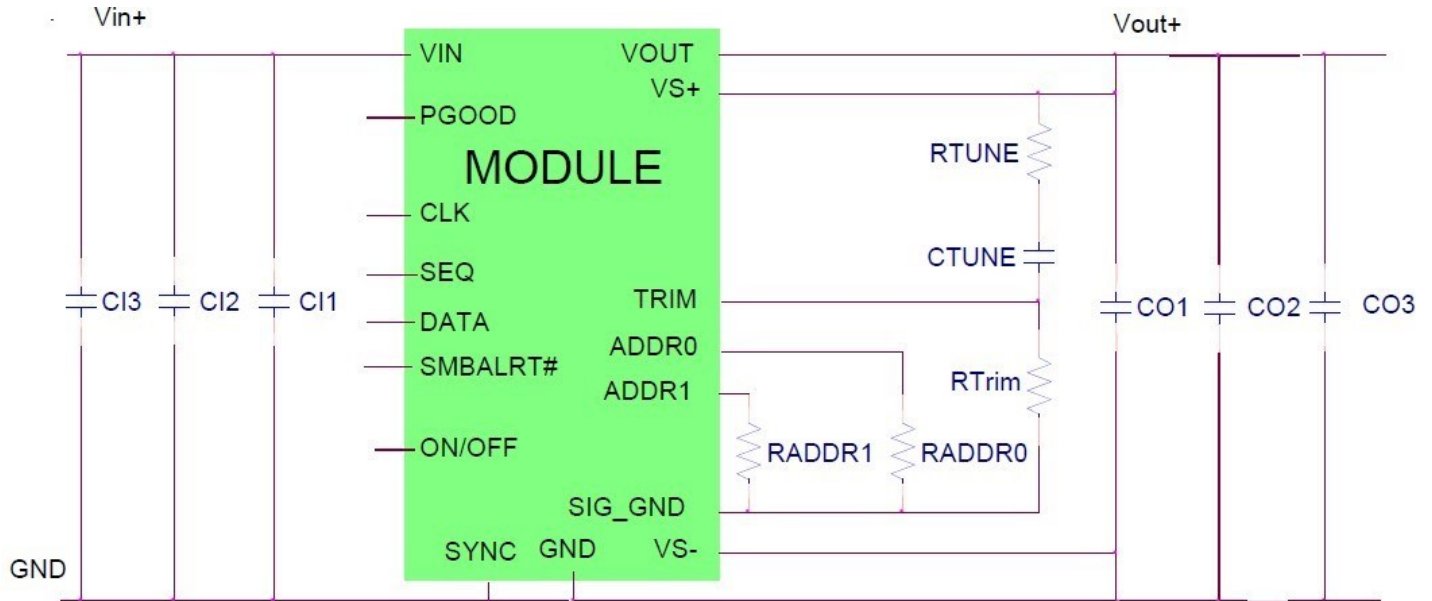 Vin+
Vout+
VIN
VOUT
VS+
PGOOD
MODULE
RTUNE
CLK
CTUNE
SEQ
TRIM
CI3
CI2
CI1
CO1
CO2
CO3
DATA
ADDR0
SMBALRT#
ADDR1
RTrim
ON/OFF
RADDR1
RADDR0
SIG_GND
SYNC
GND
VS-
GND